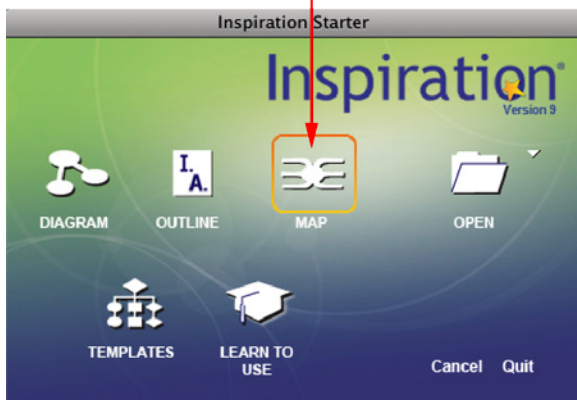 Inspiration Starter
Inspiration®
Version 9
I.
A.
DIAGRAM
OUTLINE
MAP
OPEN
TEMPLATES
LEARN TO
USE
Cancel Quit